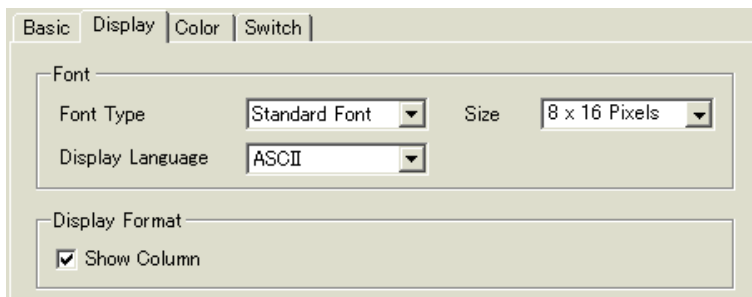 Basic Display Color Switch
Font
Font Type Standard Font Size 8 x 16 Pixels
Display Language ASCII
Display Format
Show Column